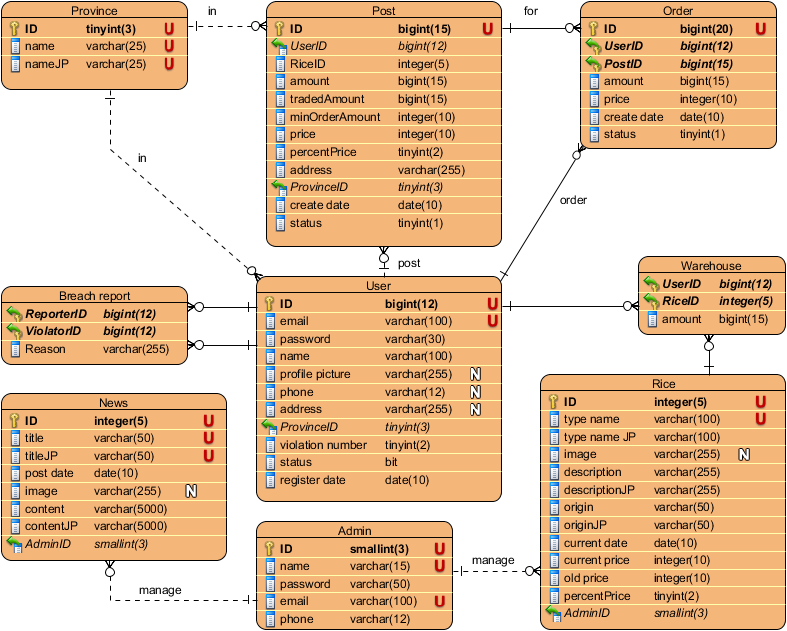 Province
ID tinyint(3) U
name varchar(25) U
nameJP varchar(25) U
in
Post
ID bigint(15) U
UserID bigint(12)
RiceID integer(5)
amount bigint(15)
tradedAmount bigint(15)
minOrderAmount integer(10)
price integer(10)
percentPrice tinyint(2)
address varchar(255)
ProvinceID tinyint(3)
create date date(10)
status tinyint(1)
for
Order
ID bigint(20) U
UserID bigint(12)
PostID bigint(15)
amount bigint(15)
price integer(10)
create date date(10)
status tinyint(1)
in
order
post
Breach report
ReporterID bigint(12)
ViolatorID bigint(12)
Reason varchar(255)
User
ID bigint(12) U
email varchar(100) U
password varchar(30)
name varchar(100)
profile picture varchar(255) N
phone varchar(12) N
address varchar(255) N
ProvinceID tinyint(3)
violation number tinyint(2)
status bit
register date date(10)
Warehouse
UserID bigint(12)
RiceID integer(5)
amount bigint(15)
News
ID integer(5) U
title varchar(50) U
titleJP varchar(50) U
post date date(10)
image varchar(255) N
content varchar(5000)
contentJP varchar(5000)
AdminID smallint(3)
Rice
ID integer(5) U
type name varchar(100) U
type name JP varchar(100)
image varchar(255) N
description varchar(255)
descriptionJP varchar(255)
origin varchar(50)
originJP varchar(50)
current date date(10)
current price integer(10)
old price integer(10)
percentPrice tinyint(2)
AdminID smallint(3)
Admin
ID smallint(3) U
name varchar(15) U
password varchar(50)
email varchar(100) U
phone varchar(12)
manage
manage